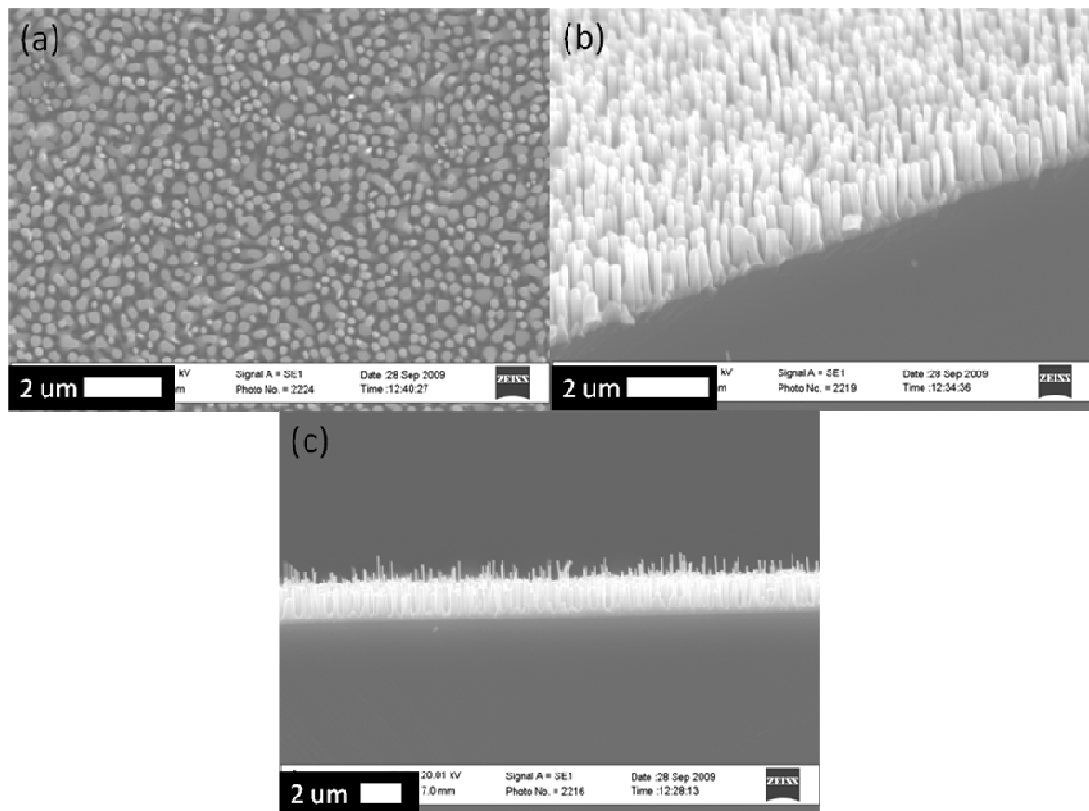 (a)
(b)
kV Signal A = SE1 Date :28 Sep 2009 ZEISS
2 um m Photo No. = 2224 Time :12:40:27
kV Signal A = SE1 Date :28 Sep 2009 ZEISS
2 um m Photo No. = 2219 Time :12:34:36
(c)
20.01 kV Signal A = SE1 Date :28 Sep 2009 ZEISS
2 um 7.0 mm Photo No. = 2216 Time :12:28:13